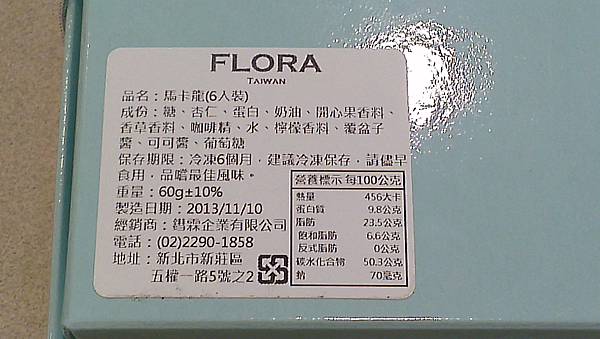 FLORA
TAIWAN
品名：馬卡龍(6入裝)
成份：糖、杏仁、蛋白、奶油、開心果香料、
香草香料、咖啡精、水、檸檬香料、覆盆子
醬、可可醬、葡萄糖
保存期限：冷凍6個月，建議冷凍保存，請儘早
食用，品嚐最佳風味。
重量：60g±10%
製造日期：2013/11/10
經銷商：錩霖企業有限公司
電話：(02)2290-1858
地址：新北市新莊區
五權一路5號之2
營養標示 每100公克
熱量 456大卡
蛋白質 9.8公克
脂肪 23.5公克
飽和脂肪 6.6公克
反式脂肪 0公克
碳水化合物 50.3公克
鈉 70毫克